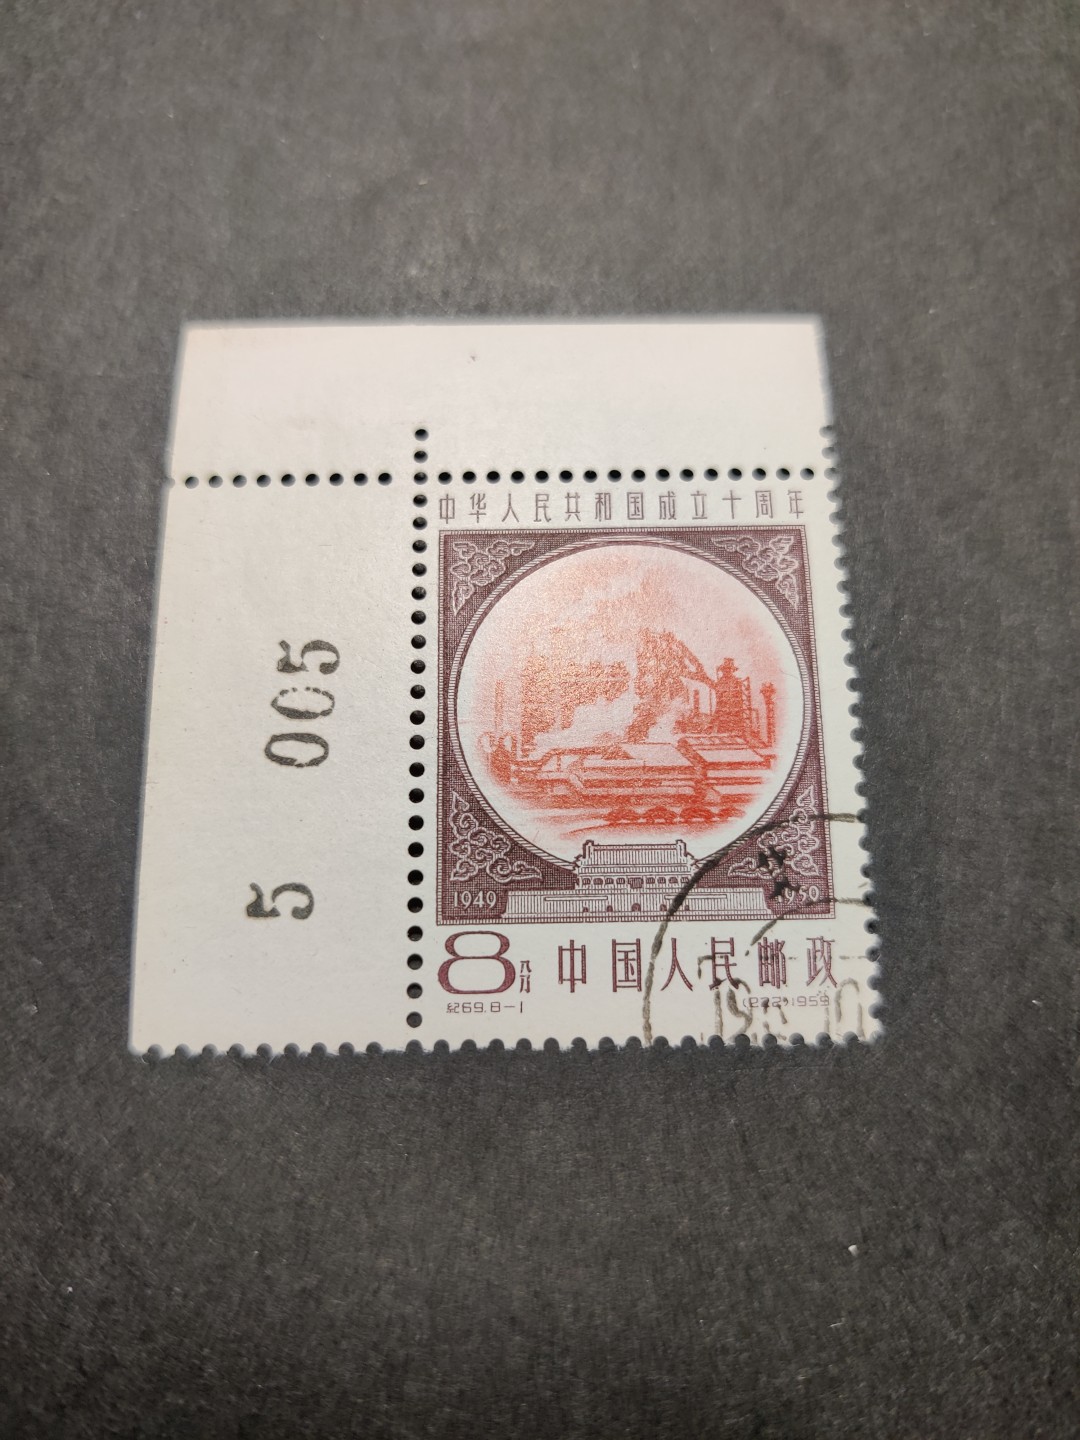 5 005
中华人民共和国成立十周年
1949 1959
8分 中国人民邮政
紀69.8-1 (222)1959